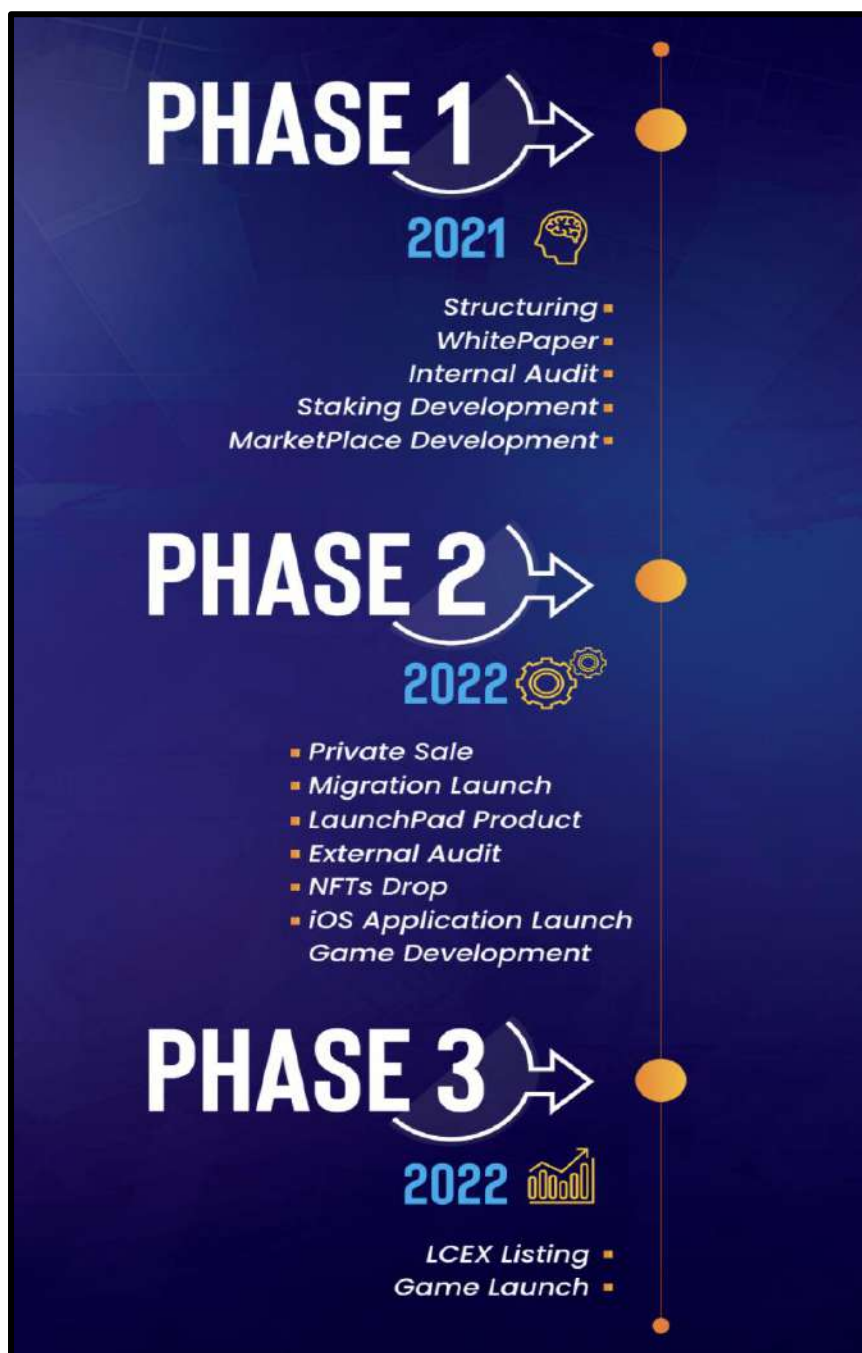 PHASE 1
2021
Structuring
WhitePaper
Internal Audit
Staking Development
MarketPlace Development
PHASE 2
2022
Private Sale
Migration Launch
LaunchPad Product
External Audit
NFTs Drop
iOS Application Launch
Game Development
PHASE 3
2022
LCEX Listing
Game Launch